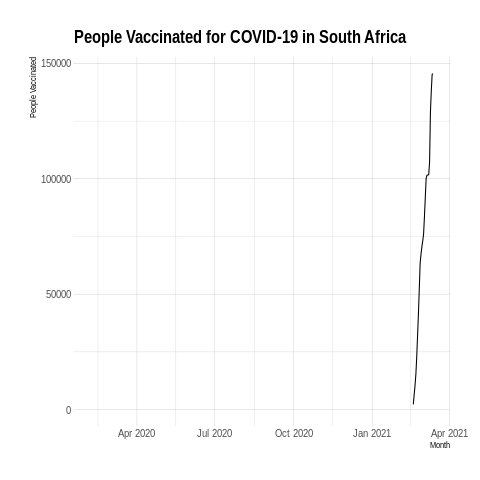 People Vaccinated for COVID-19 in South Africa
People Vaccinated
150000
100000
50000
0
Apr 2020
Jul 2020
Oct 2020
Jan 2021
Apr 2021
Month